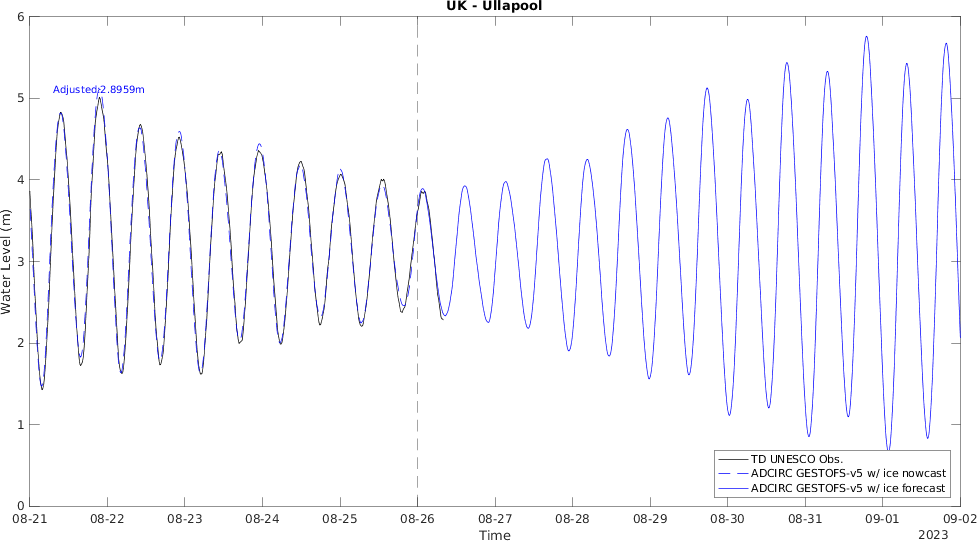 UK - Ullapool
Adjusted:2.8959m
Water Level (m)
6
5
4
3
2
1
0
TD UNESCO Obs.
ADCIRC GESTOFS-v5 w/ ice nowcast
ADCIRC GESTOFS-v5 w/ ice forecast
08-21 08-22 08-23 08-24 08-25 08-26 08-27 08-28 08-29 08-30 08-31 09-01 09-02
Time
2023